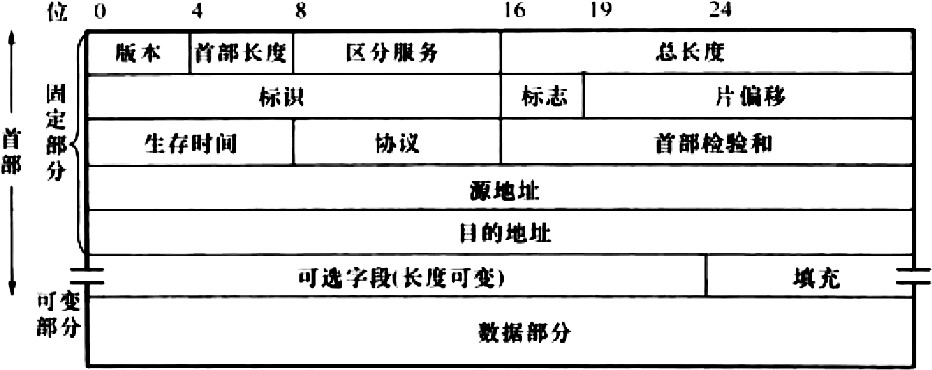 位 0 4 8 16 19 24
版本 首部长度 区分服务 总长度
标识 标志 片偏移
生存时间 协议 首部检验和
源地址
目的地址
可选字段(长度可变) 填充
数据部分
首部
固定部分
可变
部分